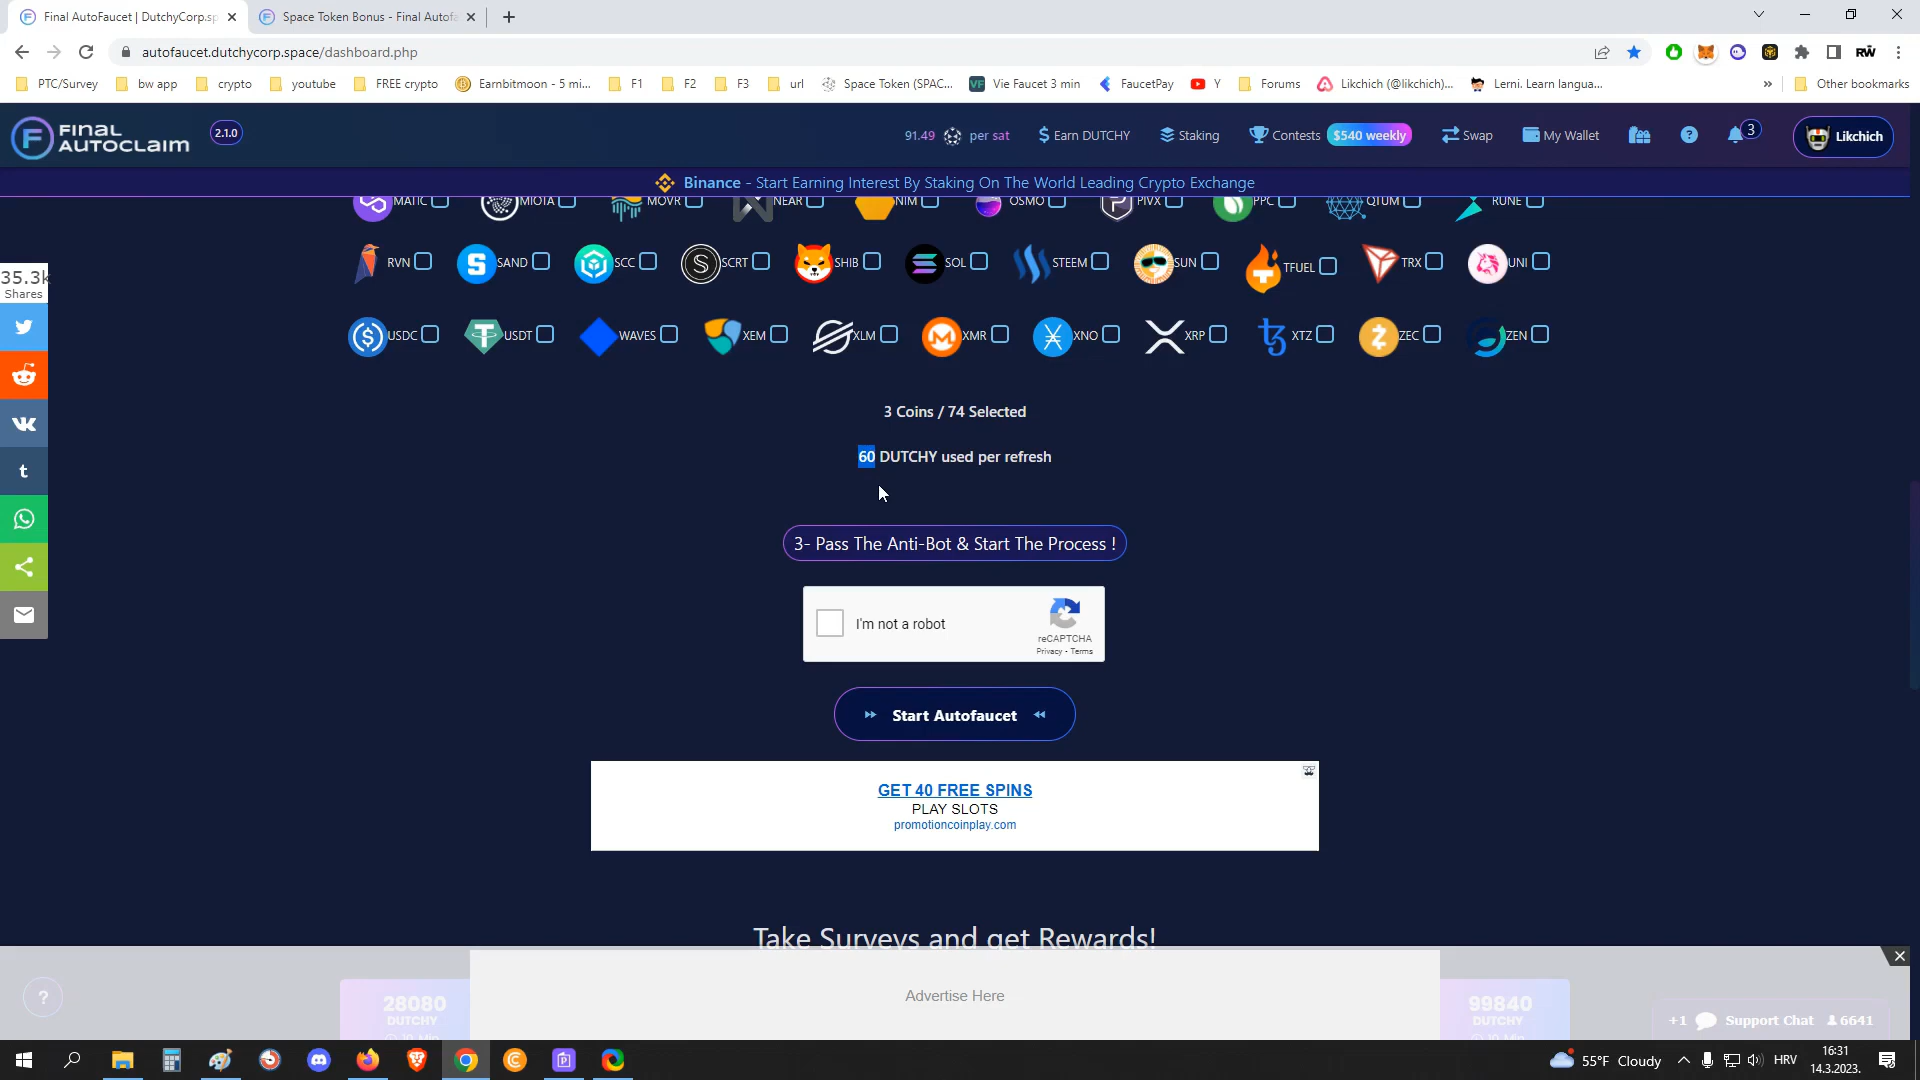 Final AutoFaucet | DutchyCorp.sp
Space Token Bonus - Final Autofa
autofaucet.dutchycorp.space/dashboard.php
RW
PTC/Survey
bw app
crypto
youtube
FREE crypto
Earnbitmoon - 5 mi...
F1
F2
F3
url
Space Token (SPAC...
VF Vie Faucet 3 min
FaucetPay
Y
Forums
Likchich (@likchich)...
Lerni. Learn langua...
»
Other bookmarks
FINAL AUTOCLAIM
2.1.0
91.49 per sat
$ Earn DUTCHY
Staking
Contests $540 weekly
Swap
My Wallet
?
3
Likchich
Binance - Start Earning Interest By Staking On The World Leading Crypto Exchange
MATIC
MIOTA
MOVR
NEAR
NIM
OSMO
PIVX
PPC
QTUM
RUNE
RVN
SAND
SCC
SCRT
SHIB
SOL
STEEM
SUN
TFUEL
TRX
UNI
USDC
USDT
WAVES
XEM
XLM
XMR
XNO
XRP
XTZ
ZEC
ZEN
35.3k
Shares
3 Coins / 74 Selected
60 DUTCHY used per refresh
3- Pass The Anti-Bot & Start The Process !
I'm not a robot
reCAPTCHA
Privacy - Terms
Start Autofaucet
GET 40 FREE SPINS
PLAY SLOTS
promotioncoinplay.com
Take Surveys and get Rewards!
28080
DUTCHY
Advertise Here
99840
DUTCHY
?
+1 Support Chat 6641
55°F Cloudy
HRV
16:31
14.3.2023.